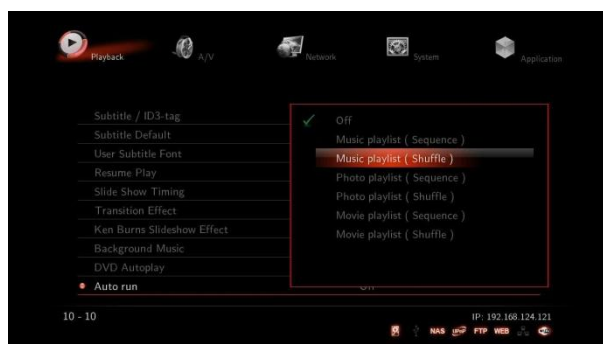 Playback
A/V
Network
System
Application
Subtitle / ID3-tag
Subtitle Default
User Subtitle Font
Resume Play
Slide Show Timing
Transition Effect
Ken Burns Slideshow Effect
Background Music
DVD Autoplay
Auto run
Off
Music playlist ( Sequence )
Music playlist ( Shuffle )
Photo playlist ( Sequence )
Photo playlist ( Shuffle )
Movie playlist ( Sequence )
Movie playlist ( Shuffle )
10 - 10
IP: 192.168.124.121
NAS UPnP FTP WEB